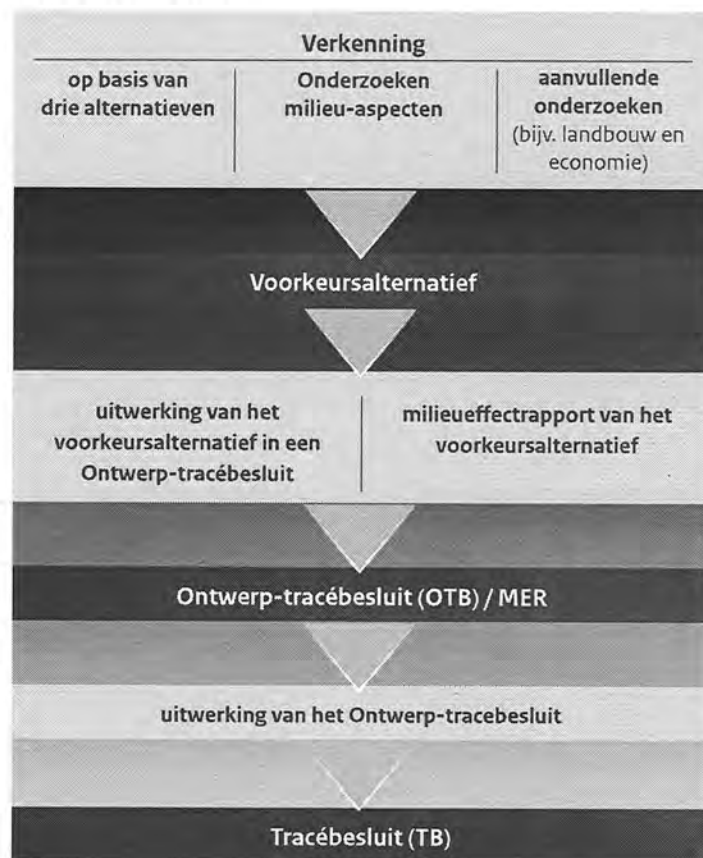 Verkenning
op basis van
drie alternatieven
Onderzoeken
milieu-aspecten
aanvullende
onderzoeken
(bijv. landbouw en
economie)
Voorkeursalternatief
uitwerking van het
voorkeursalternatief in een
Ontwerp-tracébesluit
milieueffectrapport van het
voorkeursalternatief
Ontwerp-tracébesluit (OTB) / MER
uitwerking van het Ontwerp-tracebesluit
Tracébesluit (TB)